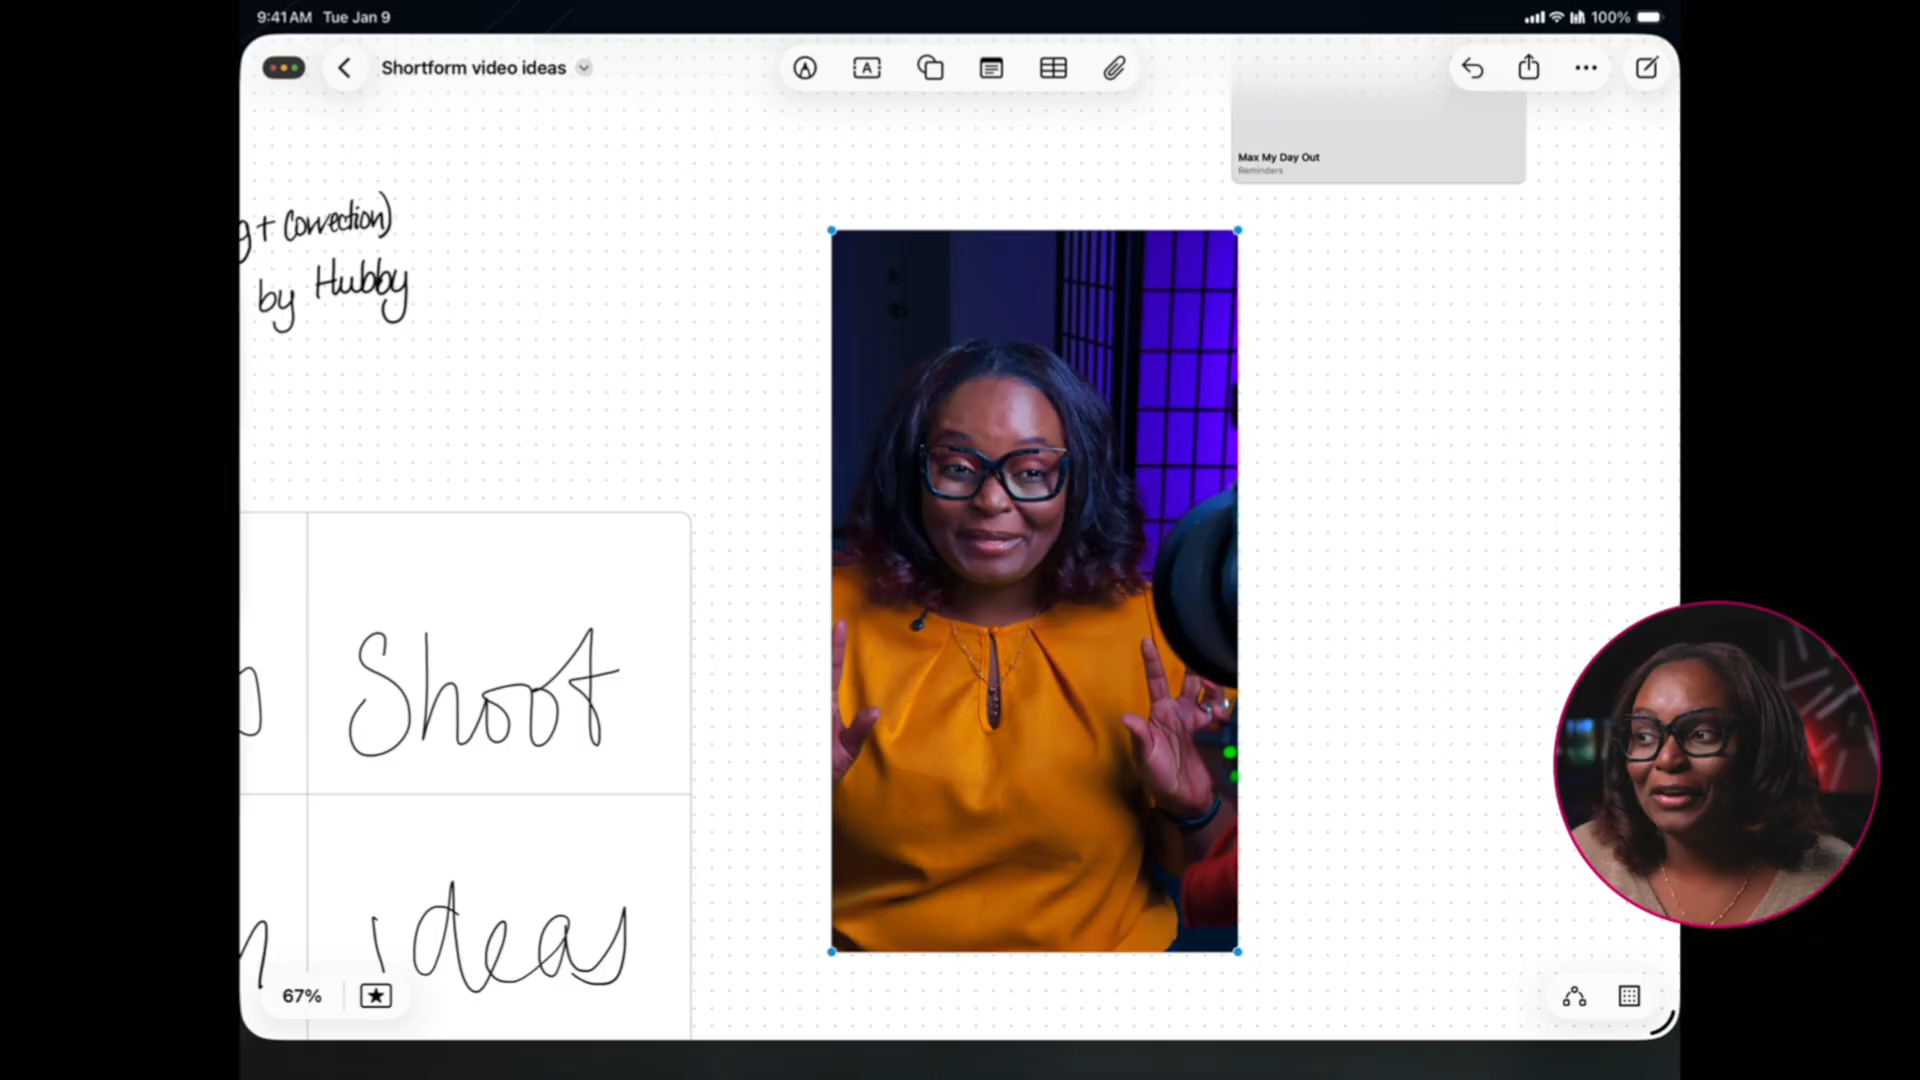 9:41 AM Tue Jan 9
100%
Shortform video ideas
Max My Day Out
Reminders
g + Correction)
by Hubby
Shoot
ideas
67%